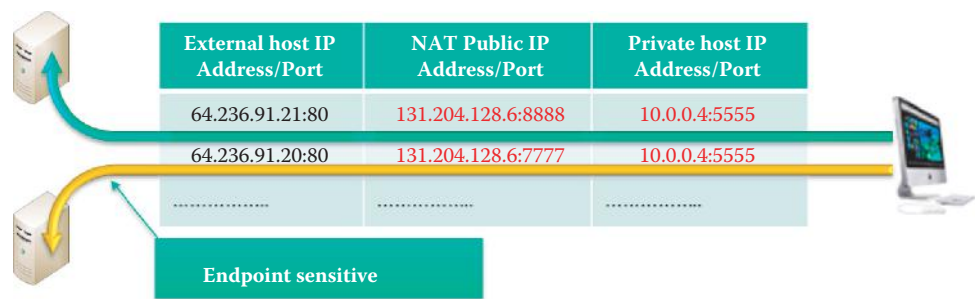 External host IP Address/Port
NAT Public IP Address/Port
Private host IP Address/Port
64.236.91.21:80
131.204.128.6:8888
10.0.0.4:5555
64.236.91.20:80
131.204.128.6:7777
10.0.0.4:5555
Endpoint sensitive